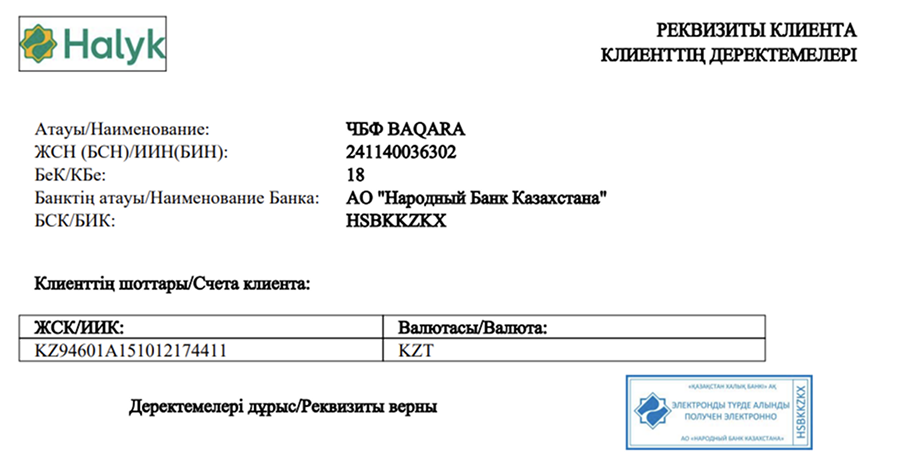 Halyk
РЕКВИЗИТЫ КЛИЕНТА
КЛИЕНТТІҢ ДЕРЕКТЕМЕЛЕРІ
Атауы/Наименование: ЧБФ BAQARA
ЖСН (БСН)/ИИН(БИН): 241140036302
БеК/КБе: 18
Банктің атауы/Наименование Банка: АО "Народный Банк Казахстана"
БСК/БИК: HSBKKZKX
Клиенттің шоттары/Счета клиента:
ЖСК/ИИК: Валютасы/Валюта:
KZ94601A151012174411 KZT
Деректемелері дұрыс/Реквизиты верны
«ҚАЗАҚСТАН ХАЛЫҚ БАНКІ» АҚ
ЭЛЕКТРОНДЫ ТҮРДЕ АЛЫНДЫ
ПОЛУЧЕН ЭЛЕКТРОННО
АО «НАРОДНЫЙ БАНК КАЗАХСТАНА»
HSBKKZKX